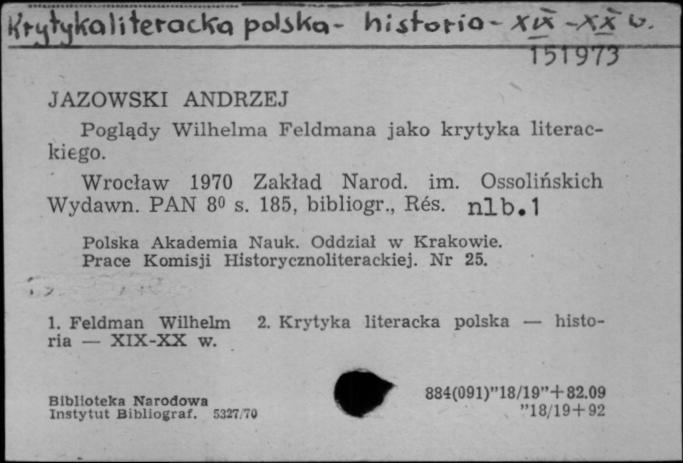 Krytyka literacka polska - historia - XIX - XX w.
151973
JAZOWSKI ANDRZEJ
Poglądy Wilhelma Feldmana jako krytyka literac-
kiego.
Wrocław 1970 Zakład Narod. im. Ossolińskich
Wydawn. PAN 8⁰ s. 185, bibliogr., Rés. nlb.1
Polska Akademia Nauk. Oddział w Krakowie.
Prace Komisji Historycznoliterackiej. Nr 25.
1. Feldman Wilhelm 2. Krytyka literacka polska — histo-
ria — XIX-XX w.
Biblioteka Narodowa
Instytut Bibliograf. 5327/70
884(091)”18/19”+82.09
”18/19+92